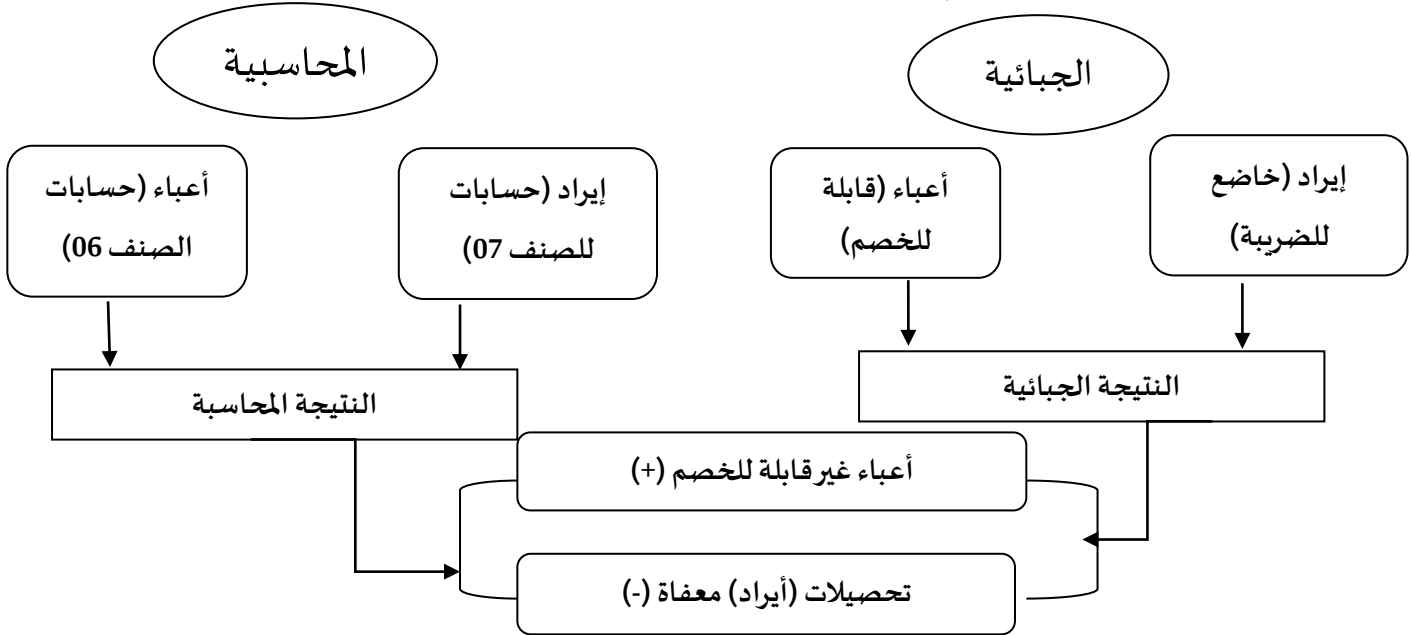 الجبائية
المحاسبية
إيراد (خاضع
للضريبة)
أعباء (قابلة
للخصم)
إيراد (حسابات
للصنف 07)
أعباء (حسابات
الصنف 06)
النتيجة الجبائية
النتيجة المحاسبة
أعباء غير قابلة للخصم (+)
تحصيلات (أيراد) معفاة (-)